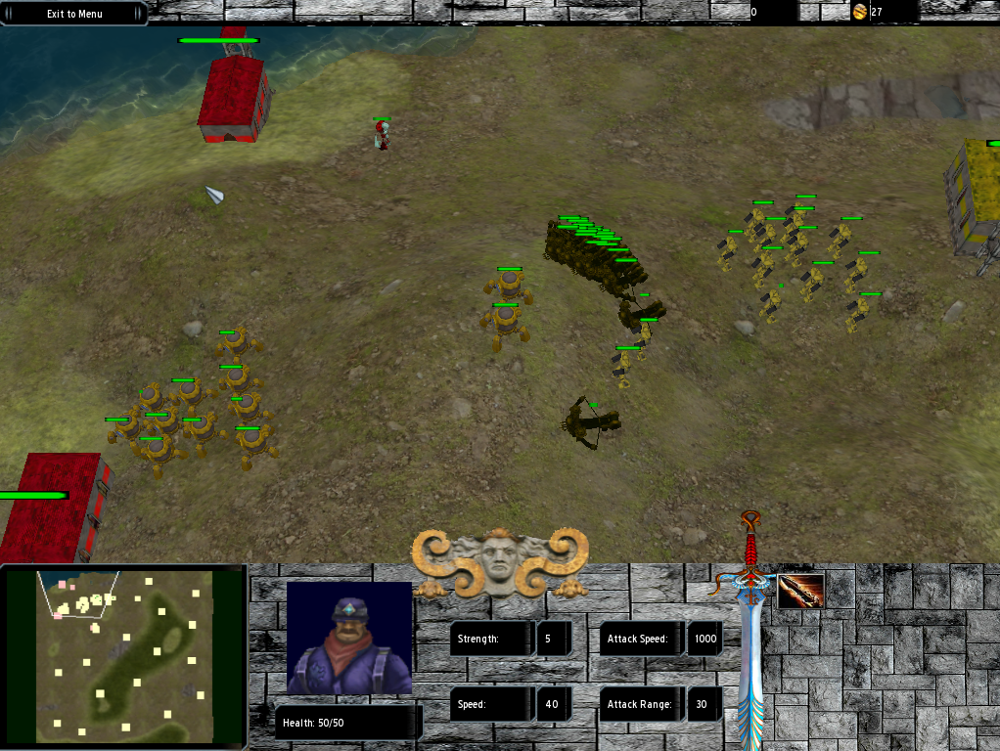 Exit to Menu
0
27
Strength: 5
Attack Speed: 1000
Speed: 40
Attack Range: 30
Health: 50/50